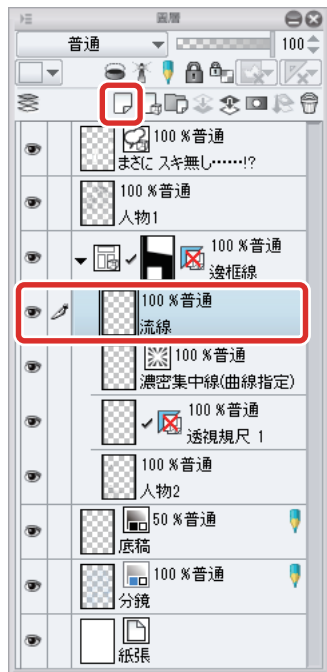 圖層
普通
100
100 %普通
まさに スキ無し……!?
100 %普通
人物1
100 %普通
邊框線
100 %普通
流線
100 %普通
濃密集中線(曲線指定)
100 %普通
透視規尺 1
100 %普通
人物2
50 %普通
底稿
100 %普通
分鏡
紙張